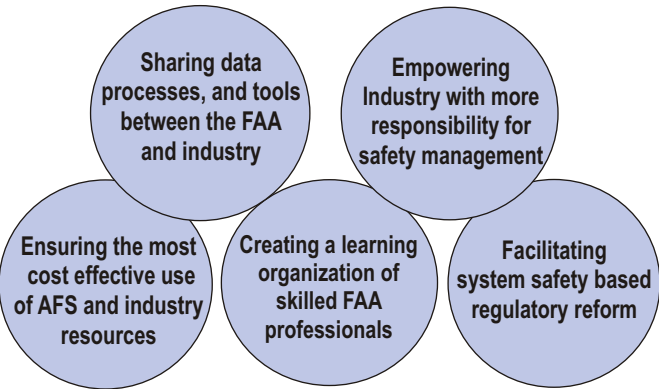 Sharing data
processes, and tools
between the FAA
and industry
Empowering
Industry with more
responsibility for
safety management
Ensuring the most
cost effective use
of AFS and industry
resources
Creating a learning
organization of
skilled FAA
professionals
Facilitating
system safety based
regulatory reform